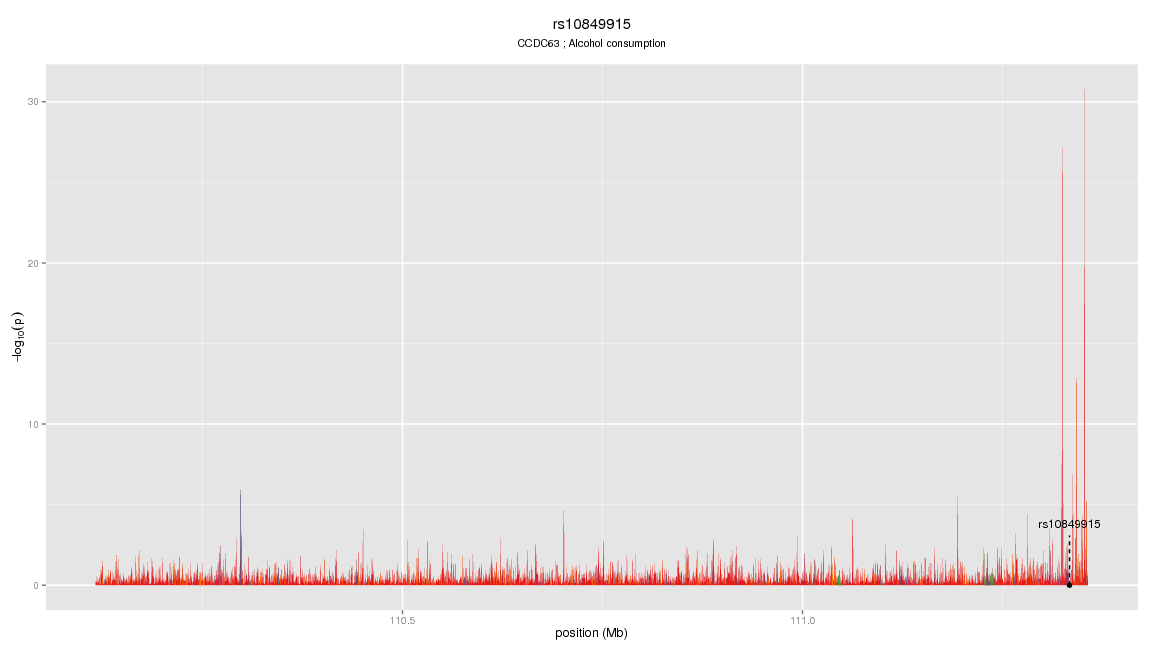 rs10849915
CCDC63 ; Alcohol consumption
30
20
10
0
−log₁₀(p)
rs10849915
110.5
111.0
position (Mb)